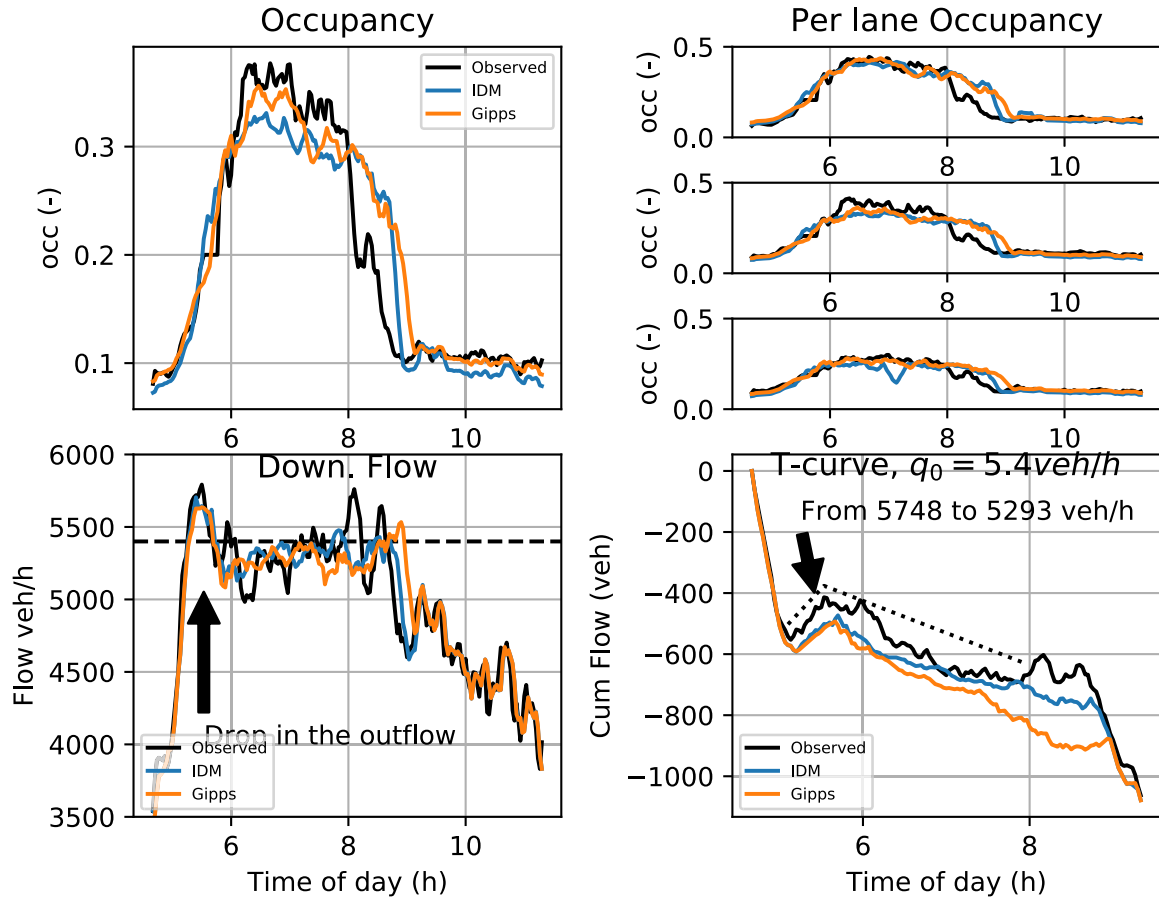 Occupancy
occ (-)
0.3
0.2
0.1
Observed
IDM
Gipps
6 8 10
Per lane Occupancy
occ (-)
0.5
0.0
6 8 10
occ (-)
0.5
0.0
6 8 10
occ (-)
0.5
0.0
6 8 10
Down. Flow
Flow veh/h
6000
5500
5000
4500
4000
3500
Drop in the outflow
Observed
IDM
Gipps
6 8 10
Time of day (h)
T-curve, q₀ = 5.4veh/h
From 5748 to 5293 veh/h
Cum Flow (veh)
0
−200
−400
−600
−800
−1000
Observed
IDM
Gipps
6 8
Time of day (h)